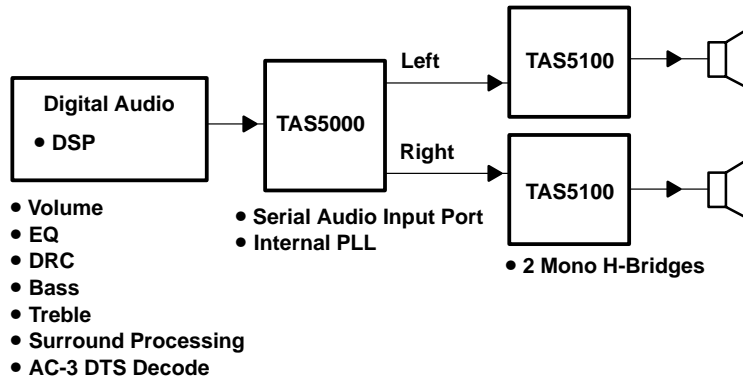 Digital Audio
• DSP
TAS5000
Left
Right
TAS5100
TAS5100
• Volume
• EQ
• DRC
• Bass
• Treble
• Surround Processing
• AC-3 DTS Decode
• Serial Audio Input Port
• Internal PLL
• 2 Mono H-Bridges